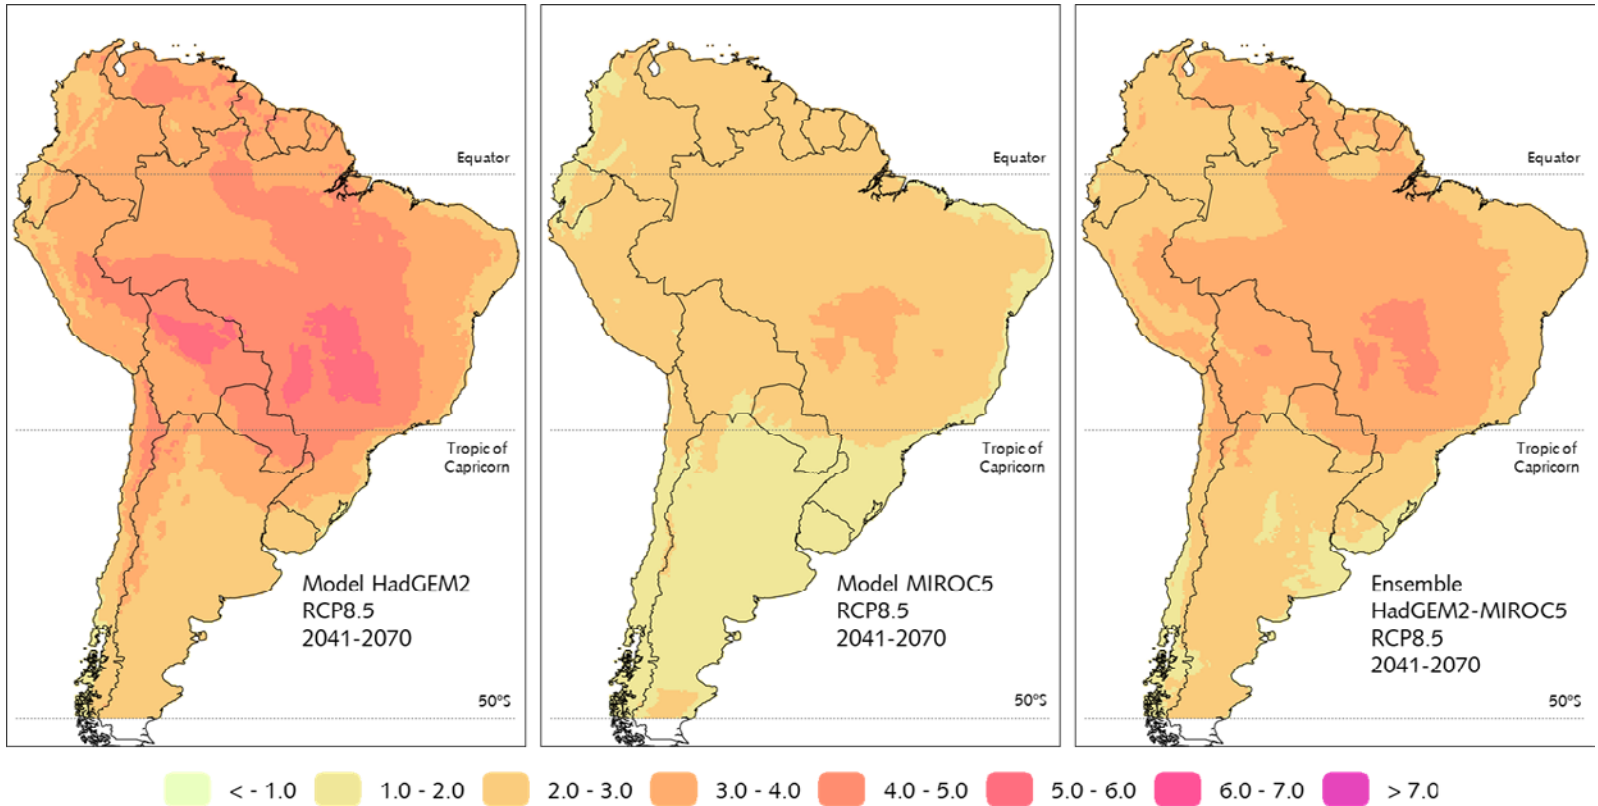 Equator
Tropic of
Capricorn
Model HadGEM2
RCP8.5
2041-2070
50ºS
Equator
Tropic of
Capricorn
Model MIROC5
RCP8.5
2041-2070
50ºS
Equator
Tropic of
Capricorn
Ensemble
HadGEM2-MIROC5
RCP8.5
2041-2070
50ºS
< - 1.0 1.0 - 2.0 2.0 - 3.0 3.0 - 4.0 4.0 - 5.0 5.0 - 6.0 6.0 - 7.0 > 7.0